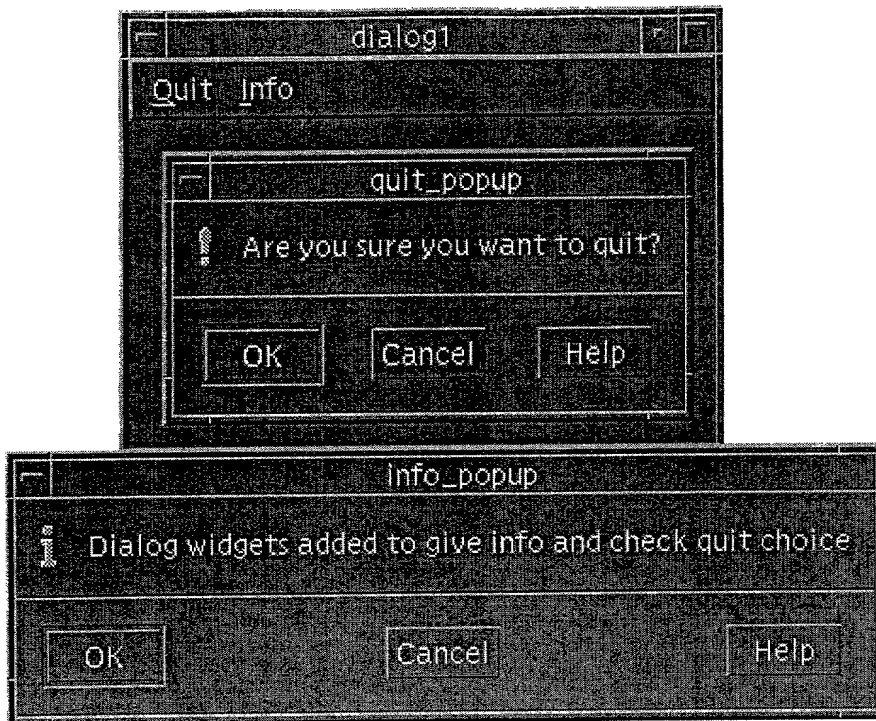 dialog1
Quit Info
quit_popup
! Are you sure you want to quit?
OK Cancel Help
info_popup
i Dialog widgets added to give info and check quit choice
OK Cancel Help